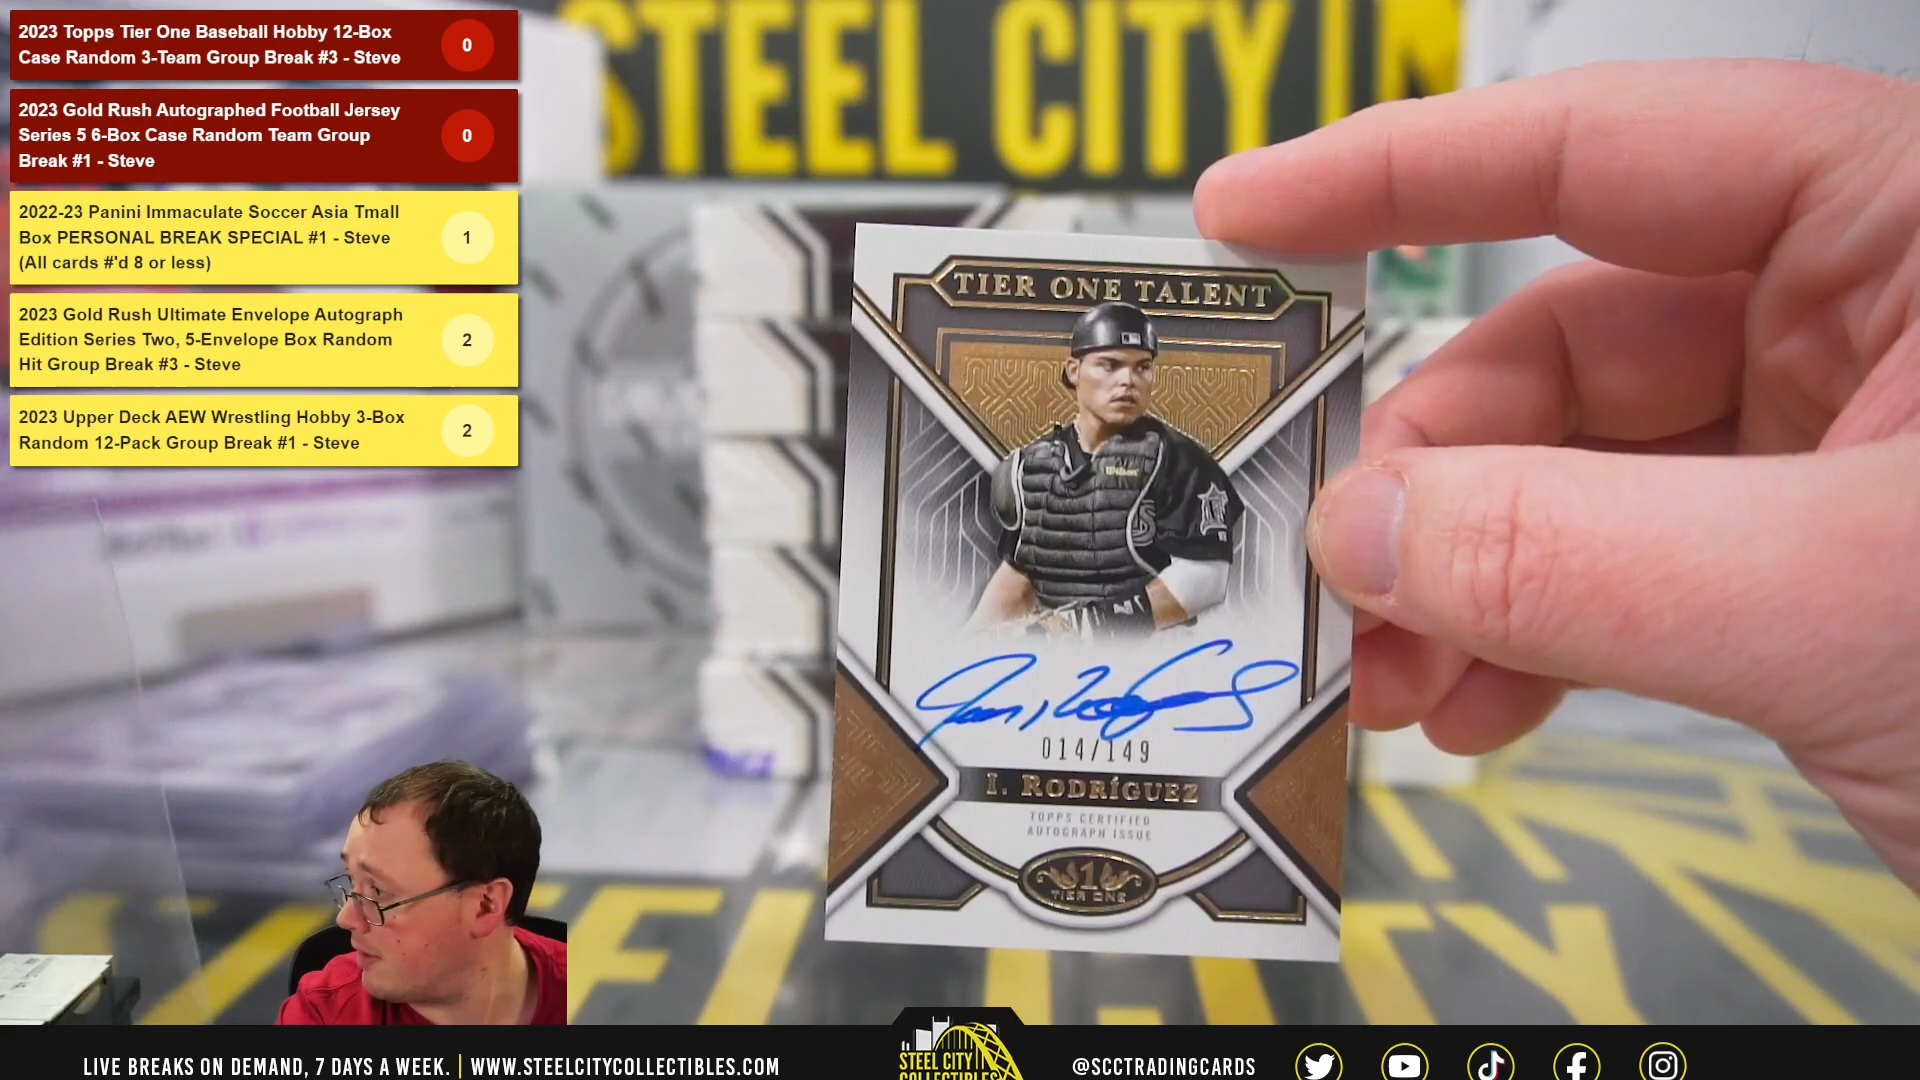 2023 Topps Tier One Baseball Hobby 12-Box
Case Random 3-Team Group Break #3 - Steve
0
2023 Gold Rush Autographed Football Jersey
Series 5 6-Box Case Random Team Group
Break #1 - Steve
0
2022-23 Panini Immaculate Soccer Asia Tmall
Box PERSONAL BREAK SPECIAL #1 - Steve
(All cards #'d 8 or less)
1
2023 Gold Rush Ultimate Envelope Autograph
Edition Series Two, 5-Envelope Box Random
Hit Group Break #3 - Steve
2
2023 Upper Deck AEW Wrestling Hobby 3-Box
Random 12-Pack Group Break #1 - Steve
2
STEEL CITY
TIER ONE TALENT
Wilson
014/149
I. RODRÍGUEZ
TOPPS CERTIFIED
AUTOGRAPH ISSUE
1
TIER ONE
LIVE BREAKS ON DEMAND, 7 DAYS A WEEK. | WWW.STEELCITYCOLLECTIBLES.COM
STEEL CITY
COLLECTIBLES
@SCCTRADINGCARDS